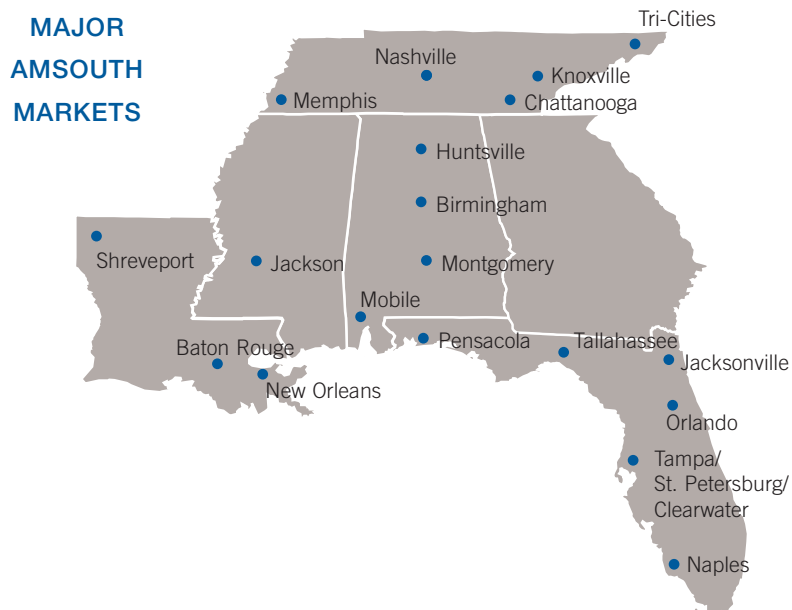 MAJOR
AMSOUTH
MARKETS
Tri-Cities
Nashville
Knoxville
Memphis
Chattanooga
Huntsville
Birmingham
Shreveport
Jackson
Montgomery
Mobile
Baton Rouge
Pensacola
Tallahassee
Jacksonville
New Orleans
Orlando
Tampa/
St. Petersburg/
Clearwater
Naples